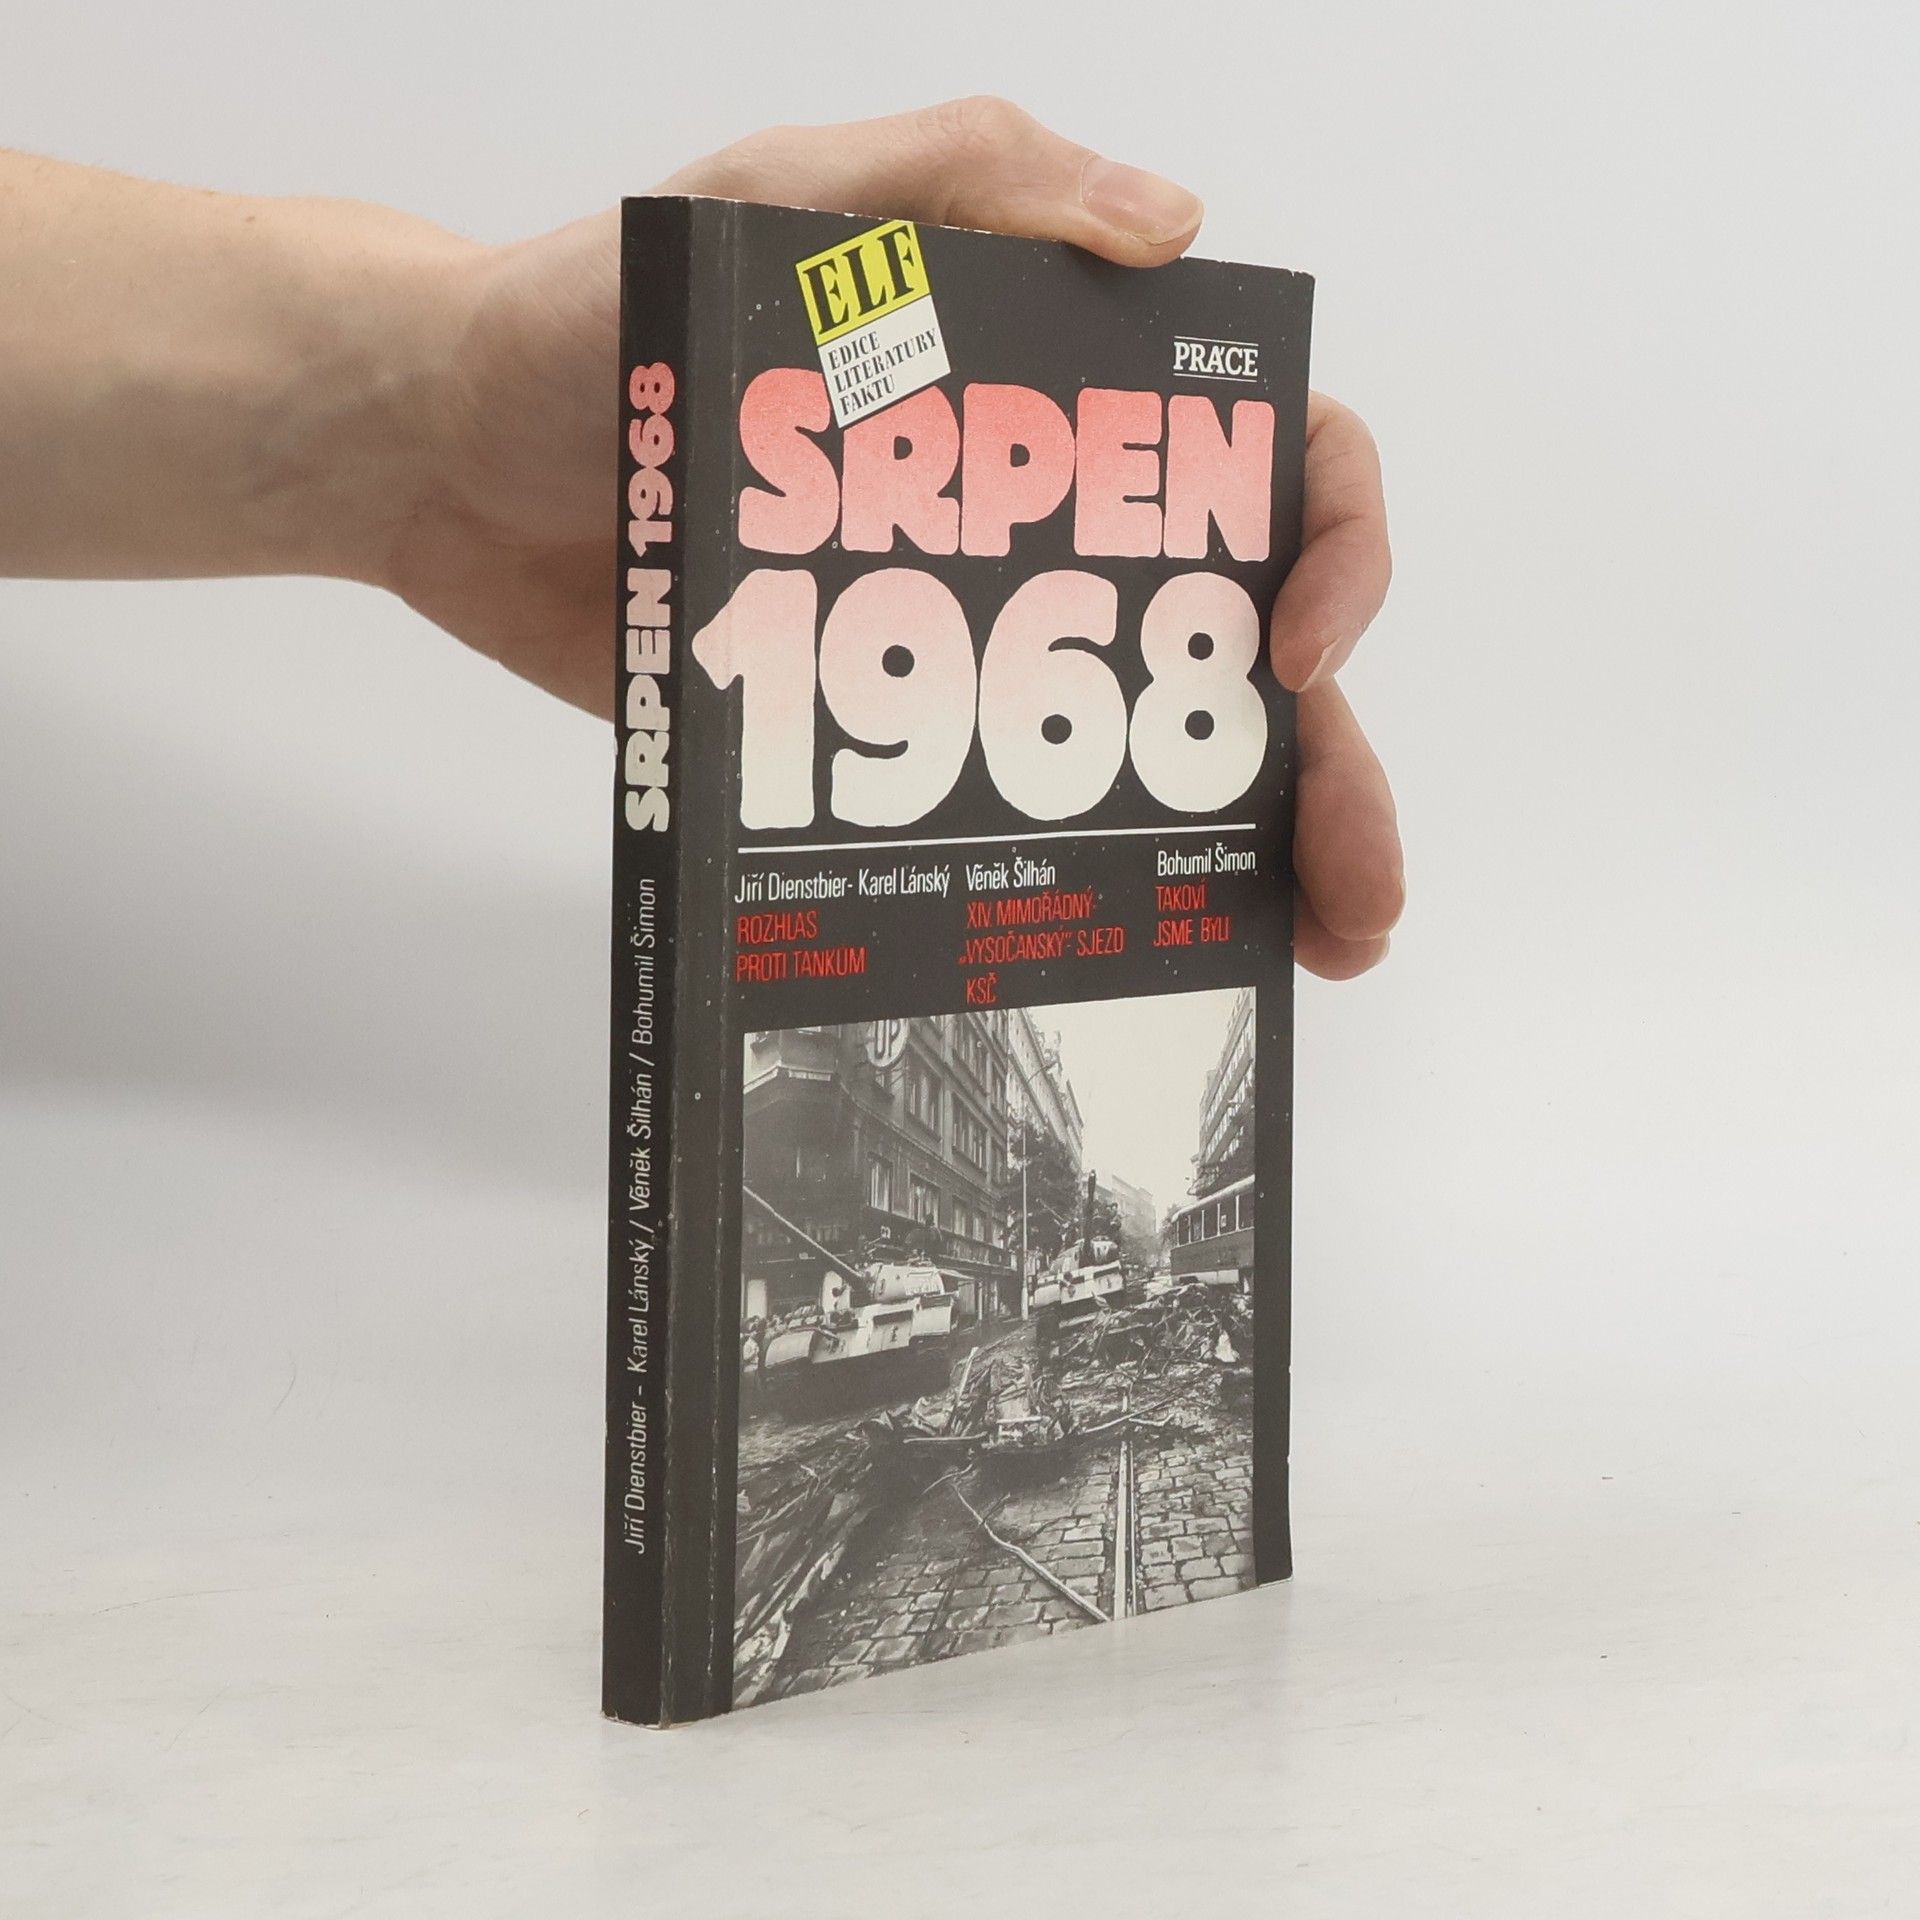 ELF
EDICE
LITERATURY
FAKTU
PRÁCE
SRPEN
1968
Jiří Dienstbier - Karel Lánský
ROZHLAS
PROTI TANKŮM
Věněk Šilhán
XIV. MIMOŘÁDNÝ-
„VYSOČANSKÝ“ SJEZD
KSČ
Bohumil Šimon
TAKOVÍ
JSME BYLI
UP
SRPEN 1968 Jiří Dienstbier - Karel Lánský / Věněk Šilhán / Bohumil Šimon